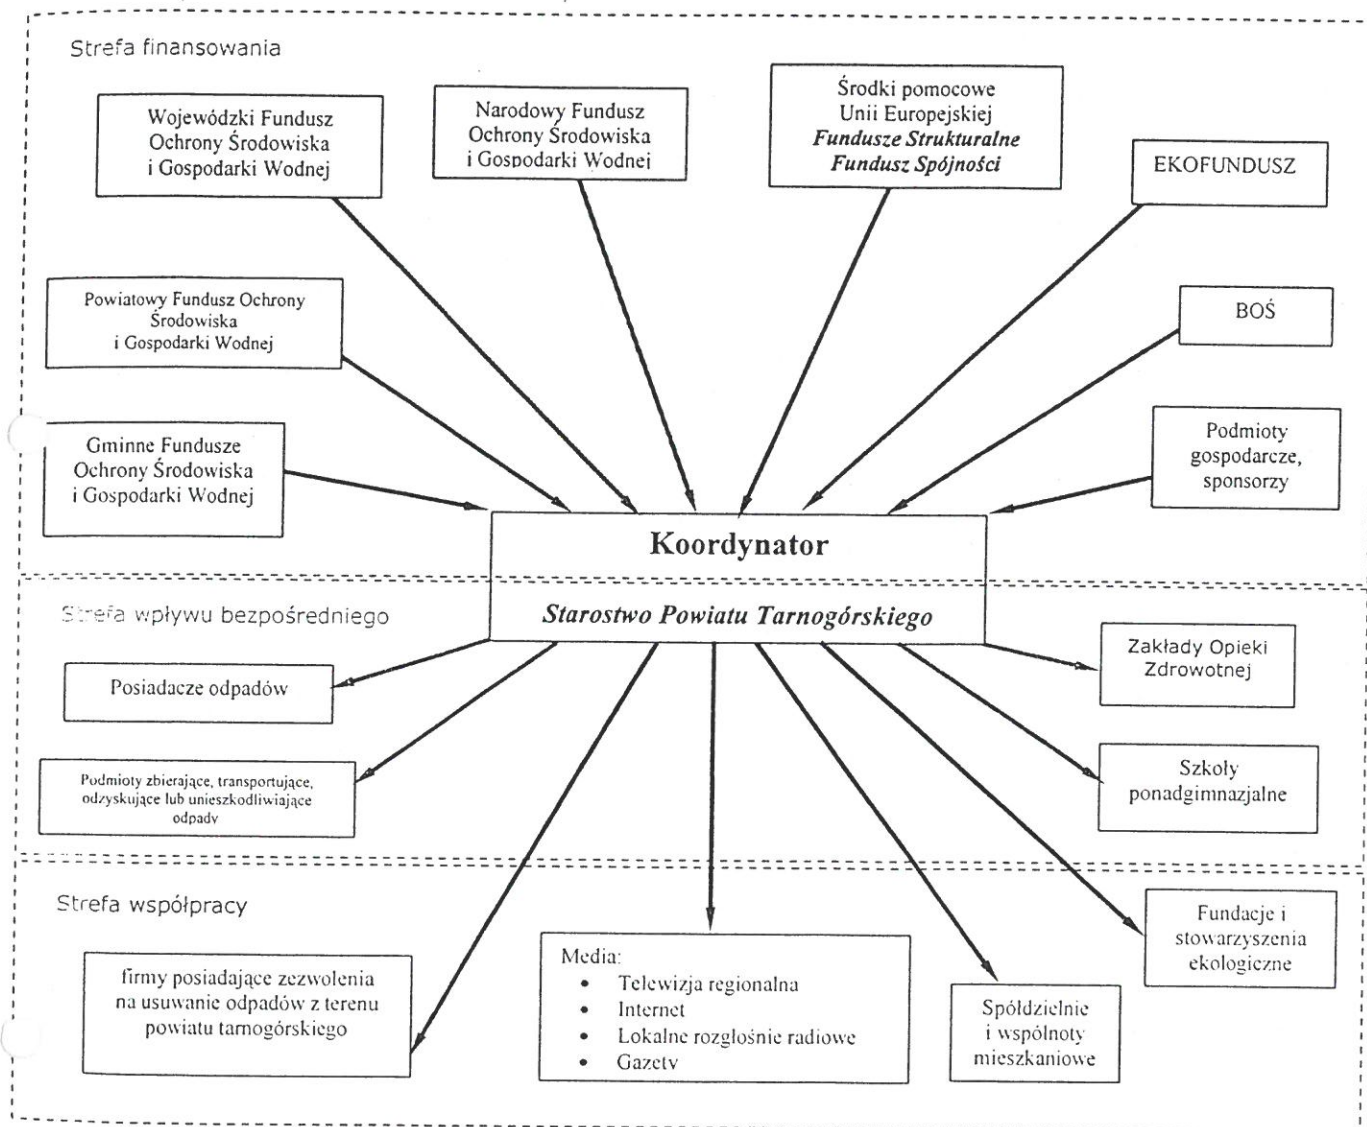 Strefa finansowania
Wojewódzki Fundusz
Ochrony Środowiska
i Gospodarki Wodnej
Narodowy Fundusz
Ochrony Środowiska
i Gospodarki Wodnej
Środki pomocowe
Unii Europejskiej
Fundusze Strukturalne
Fundusz Spójności
EKOFUNDUSZ
Powiatowy Fundusz Ochrony
Środowiska
i Gospodarki Wodnej
BOŚ
Gminne Fundusze
Ochrony Środowiska
i Gospodarki Wodnej
Podmioty
gospodarcze,
sponsorzy
Koordynator
Starostwo Powiatu Tarnogórskiego
Strefa wpływu bezpośredniego
Posiadacze odpadów
Zakłady Opieki
Zdrowotnej
Podmioty zbierające, transportujące,
odzyskujące lub unieszkodliwiające
odpady
Szkoły
ponadgimnazjalne
Strefa współpracy
firmy posiadające zezwolenia
na usuwanie odpadów z terenu
powiatu tarnogórskiego
Media:
• Telewizja regionalna
• Internet
• Lokalne rozgłośnie radiowe
• Gazety
Spółdzielnie
i wspólnoty
mieszkaniowe
Fundacje i
stowarzyszenia
ekologiczne